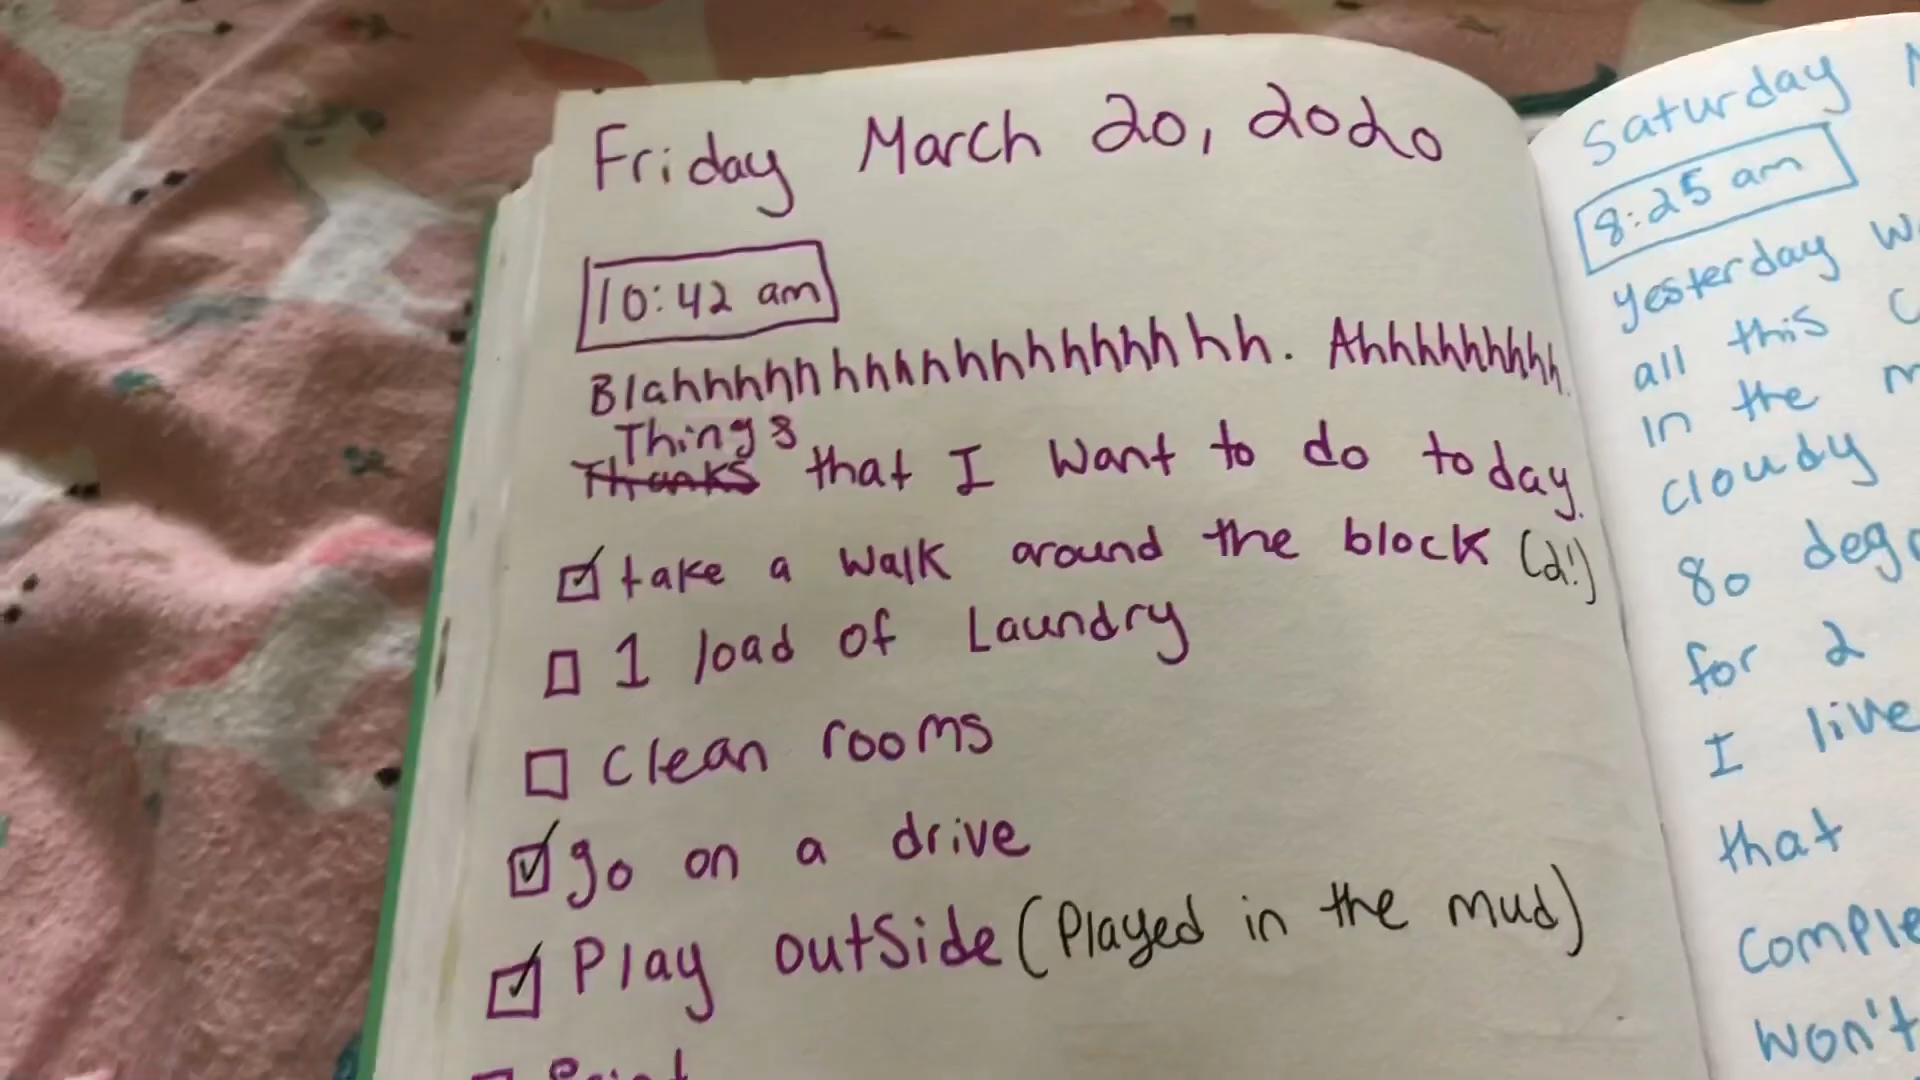 Friday March 20, 2020
10:42 am
Blahhhhhhhhhhhhhhhhhh. Ahhhhhhhhh.
Things
Thanks that I want to do today.
take a walk around the block (2!)
1 load of Laundry
clean rooms
go on a drive
Play outside (Played in the mud)
Saturday
8:25 am
yesterday
all this
in the
cloudy
80
for 2
I live
that
won't